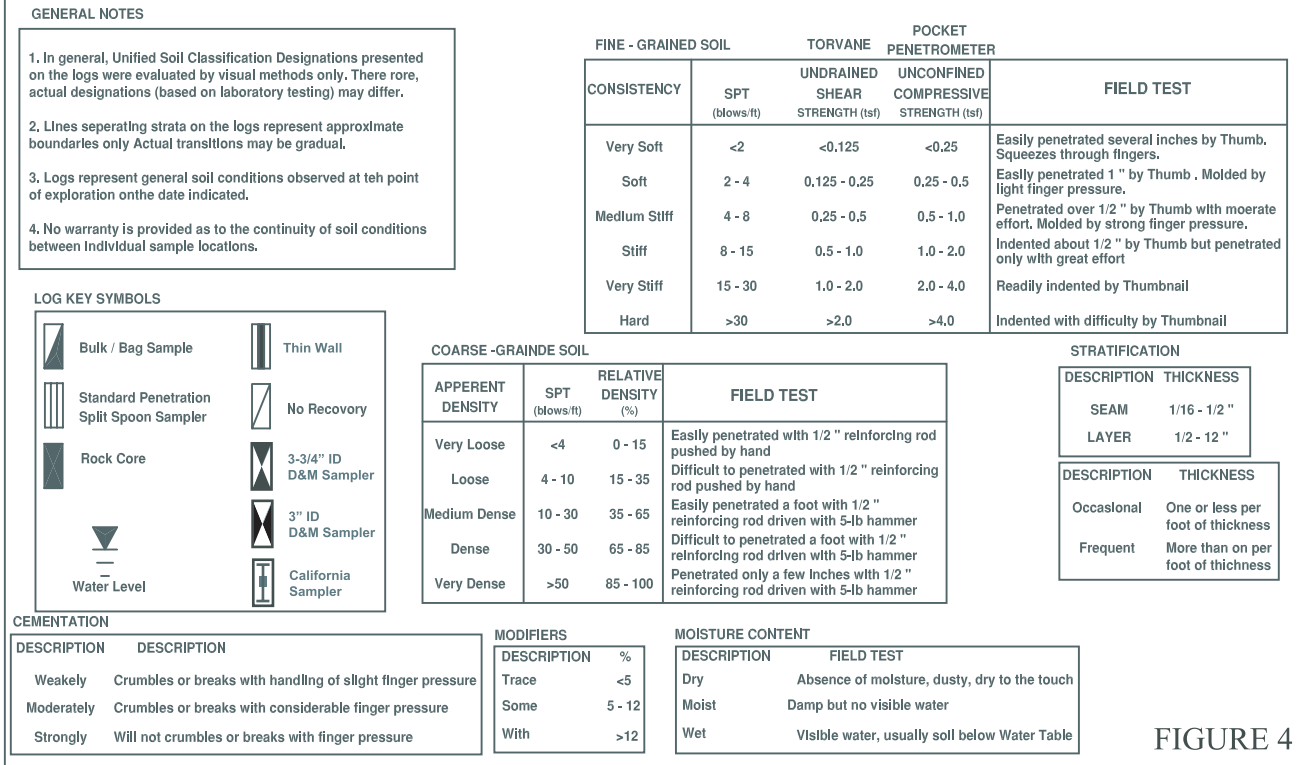 GENERAL NOTES
1. In general, Unified Soil Classification Designations presented
on the logs were evaluated by visual methods only. There rore,
actual designations (based on laboratory testing) may differ.
2. Lines seperating strata on the logs represent approximate
boundaries only Actual transitions may be gradual.
3. Logs represent general soil conditions observed at teh point
of exploration onthe date indicated.
4. No warranty is provided as to the continuity of soil conditions
between individual sample locations.
FINE - GRAINED SOIL TORVANE POCKET PENETROMETER
CONSISTENCY SPT (blows/ft) UNDRAINED SHEAR STRENGTH (tsf) UNCONFINED COMPRESSIVE STRENGTH (tsf) FIELD TEST
Very Soft <2 <0.125 <0.25 Easily penetrated several inches by Thumb.
Squeezes through fingers.
Soft 2 - 4 0.125 - 0.25 0.25 - 0.5 Easily penetrated 1 " by Thumb . Molded by
light finger pressure.
Medium Stiff 4 - 8 0.25 - 0.5 0.5 - 1.0 Penetrated over 1/2 " by Thumb with moerate
effort. Molded by strong finger pressure.
Stiff 8 - 15 0.5 - 1.0 1.0 - 2.0 Indented about 1/2 " by Thumb but penetrated
only with great effort
Very Stiff 15 - 30 1.0 - 2.0 2.0 - 4.0 Readily indented by Thumbnail
Hard >30 >2.0 >4.0 Indented with difficulty by Thumbnail
LOG KEY SYMBOLS
Bulk / Bag Sample
Thin Wall
Standard Penetration
Split Spoon Sampler
No Recovory
Rock Core
3-3/4" ID
D&M Sampler
3" ID
D&M Sampler
Water Level
California
Sampler
COARSE -GRAINDE SOIL
APPERENT DENSITY SPT (blows/ft) RELATIVE DENSITY (%) FIELD TEST
Very Loose <4 0 - 15 Easily penetrated with 1/2 " reinforcing rod
pushed by hand
Loose 4 - 10 15 - 35 Difficult to penetrated with 1/2 " reinforcing
rod pushed by hand
Medium Dense 10 - 30 35 - 65 Easily penetrated a foot with 1/2 "
reinforcing rod driven with 5-lb hammer
Dense 30 - 50 65 - 85 Difficult to penetrated a foot with 1/2 "
reinforcing rod driven with 5-lb hammer
Very Dense >50 85 - 100 Penetrated only a few inches with 1/2 "
reinforcing rod driven with 5-lb hammer
STRATIFICATION
DESCRIPTION THICKNESS
SEAM 1/16 - 1/2 "
LAYER 1/2 - 12 "
DESCRIPTION THICKNESS
Occasional One or less per
foot of thickness
Frequent More than on per
foot of thickness
CEMENTATION
DESCRIPTION DESCRIPTION
Weakely Crumbles or breaks with handling of slight finger pressure
Moderately Crumbles or breaks with considerable finger pressure
Strongly Will not crumbles or breaks with finger pressure
MODIFIERS
DESCRIPTION %
Trace <5
Some 5 - 12
With >12
MOISTURE CONTENT
DESCRIPTION FIELD TEST
Dry Absence of moisture, dusty, dry to the touch
Moist Damp but no visible water
Wet Visible water, usually soil below Water Table
FIGURE 4